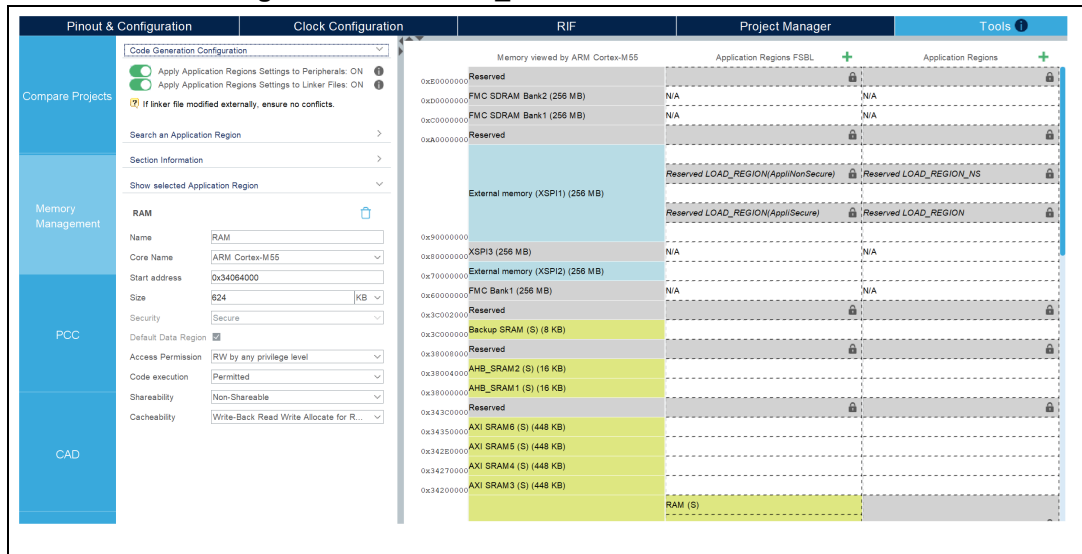 Pinout & Configuration
Clock Configuration
RIF
Project Manager
Tools i
Compare Projects
Memory Management
PCC
CAD
Code Generation Configuration
Apply Application Regions Settings to Peripherals: ON
Apply Application Regions Settings to Linker Files: ON
? If linker file modified externally, ensure no conflicts.
Search an Application Region
Section Information
Show selected Application Region
RAM
Name RAM
Core Name ARM Cortex-M55
Start address 0x34064000
Size 624 KB
Security Secure
Default Data Region
Access Permission RW by any privilege level
Code execution Permitted
Shareability Non-Shareable
Cacheability Write-Back Read Write Allocate for R...
Memory viewed by ARM Cortex-M55 Application Regions FSBL Application Regions
Reserved
0xE0000000
FMC SDRAM Bank2 (256 MB) N/A N/A
0xD0000000
FMC SDRAM Bank1 (256 MB) N/A N/A
0xC0000000
Reserved
0xA0000000
Reserved LOAD_REGION(AppliNonSecure) Reserved LOAD_REGION_NS
External memory (XSPI1) (256 MB)
Reserved LOAD_REGION(AppliSecure) Reserved LOAD_REGION
0x90000000
XSPI3 (256 MB) N/A N/A
0x80000000
External memory (XSPI2) (256 MB)
0x70000000
FMC Bank1 (256 MB) N/A N/A
0x60000000
Reserved
0x3C002000
Backup SRAM (S) (8 KB)
0x3C000000
Reserved
0x38008000
AHB_SRAM2 (S) (16 KB)
0x38004000
AHB_SRAM1 (S) (16 KB)
0x38000000
Reserved
0x343C0000
AXI SRAM6 (S) (448 KB)
0x34350000
AXI SRAM5 (S) (448 KB)
0x342E0000
AXI SRAM4 (S) (448 KB)
0x34270000
AXI SRAM3 (S) (448 KB)
0x34200000
RAM (S)